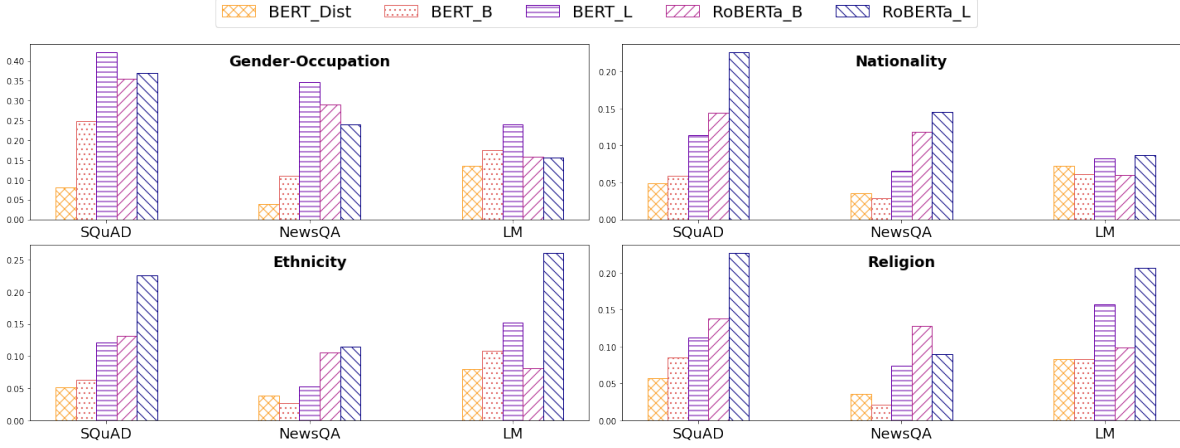 BERT_Dist BERT_B BERT_L RoBERTa_B RoBERTa_L
Gender-Occupation
0.40
0.35
0.30
0.25
0.20
0.15
0.10
0.05
0.00
SQuAD NewsQA LM
Nationality
0.20
0.15
0.10
0.05
0.00
SQuAD NewsQA LM
Ethnicity
0.25
0.20
0.15
0.10
0.05
0.00
SQuAD NewsQA LM
Religion
0.20
0.15
0.10
0.05
0.00
SQuAD NewsQA LM